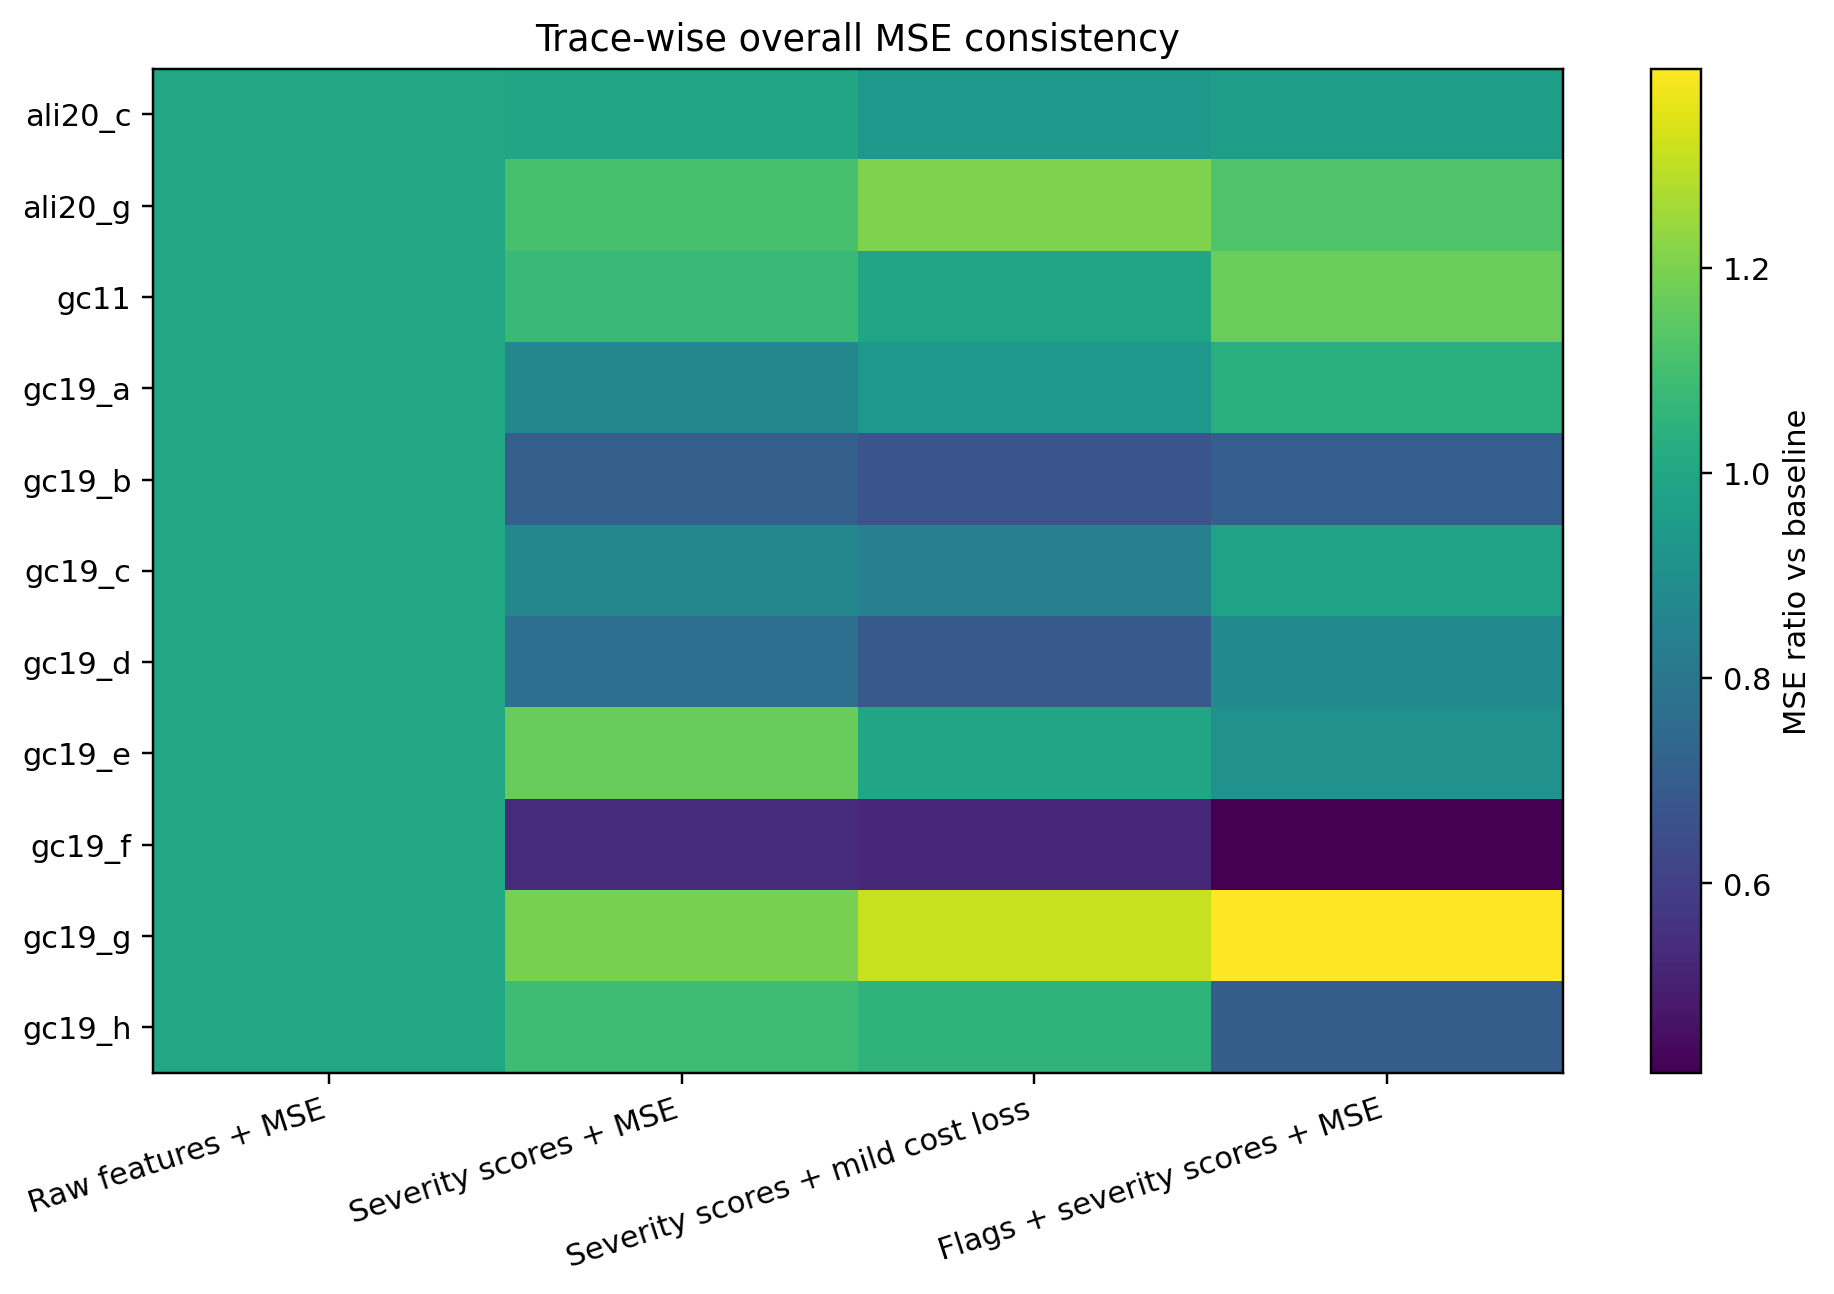 Trace-wise overall MSE consistency
ali20_c
ali20_g
gc11
gc19_a
gc19_b
gc19_c
gc19_d
gc19_e
gc19_f
gc19_g
gc19_h
Raw features + MSE
Severity scores + MSE
Severity scores + mild cost loss
Flags + severity scores + MSE
1.2
1.0
0.8
0.6
MSE ratio vs baseline